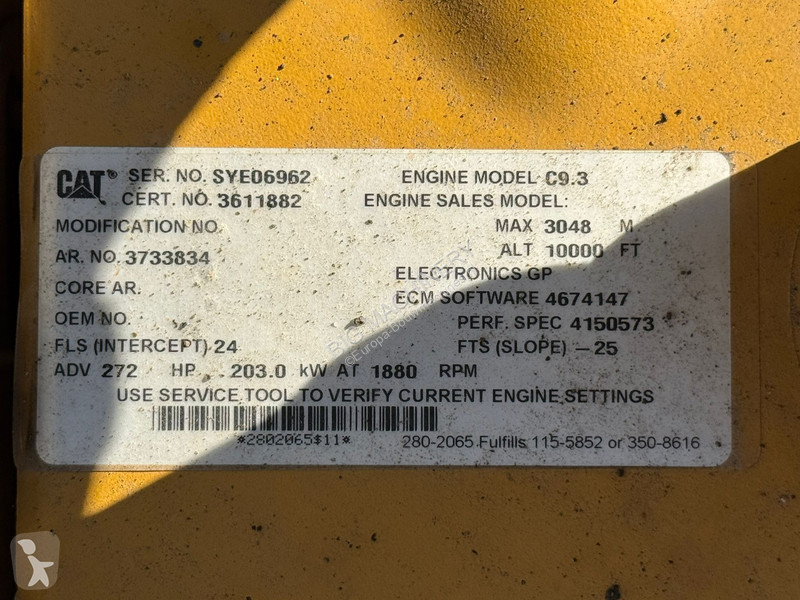 CAT® SER. NO. SYE06962 ENGINE MODEL C9.3
CERT. NO. 3611882 ENGINE SALES MODEL:
MODIFICATION NO. MAX 3048 M
AR. NO. 3733834 ALT 10000 FT
CORE AR. ELECTRONICS GP
ECM SOFTWARE 4674147
OEM NO. PERF. SPEC 4150573
FLS (INTERCEPT) 24 FTS (SLOPE) -25
ADV 272 HP 203.0 kW AT 1880 RPM
USE SERVICE TOOL TO VERIFY CURRENT ENGINE SETTINGS
*2802065$11* 280-2065 Fulfills 115-5852 or 350-8616